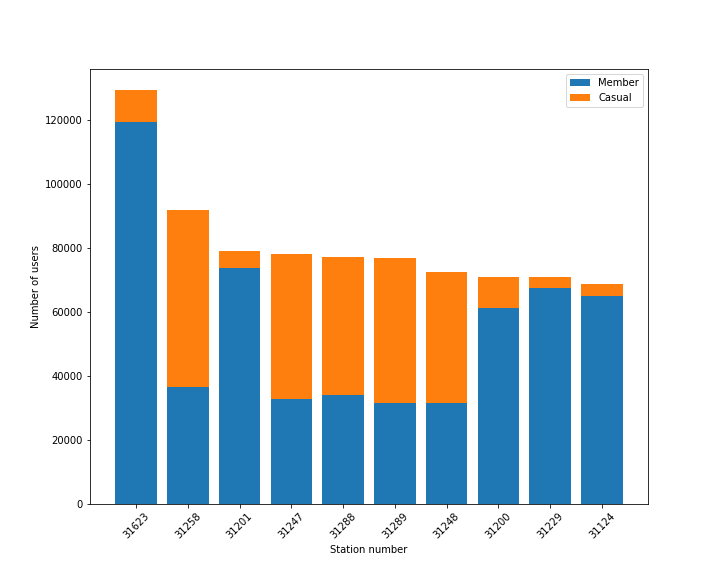 Member
Casual
120000
100000
80000
60000
40000
20000
0
Number of users
31623 31258 31201 31247 31288 31289 31248 31200 31229 31124
Station number